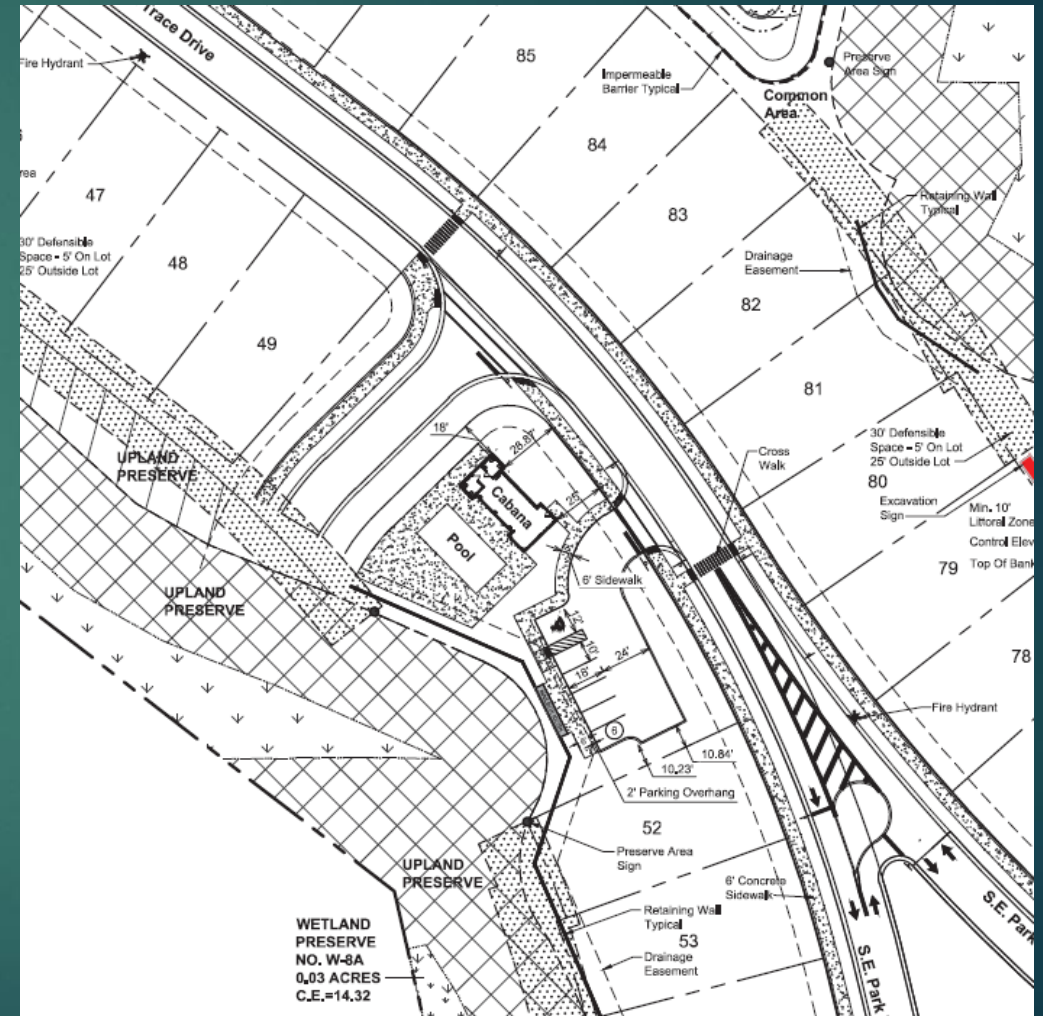 Trace Drive
Fire Hydrant
85
Impermeable
Barrier Typical
Preserve
Area Sign
Common
Area
84
47
83
Retaining Wall
Typical
30' Defensible
Space - 5' On Lot
25' Outside Lot
48
Drainage
Easement
82
49
81
18'
28.87'
30' Defensible
Space - 5' On Lot
25' Outside Lot
Cross
Walk
UPLAND
PRESERVE
80
Cabana
Excavation
Sign
Min. 10'
Littoral Zone
Control Elev
Top Of Bank
Pool
79
6' Sidewalk
UPLAND
PRESERVE
12'
10'
24'
18'
78
Fire Hydrant
6
10.84'
10.23'
2' Parking Overhang
52
Preserve Area
Sign
UPLAND
PRESERVE
6' Concrete
Sidewalk
Retaining Wall
Typical
53
WETLAND
PRESERVE
NO. W-8A
0.03 ACRES
C.E.=14.32
Drainage
Easement
S.E. Park
S.E. Park